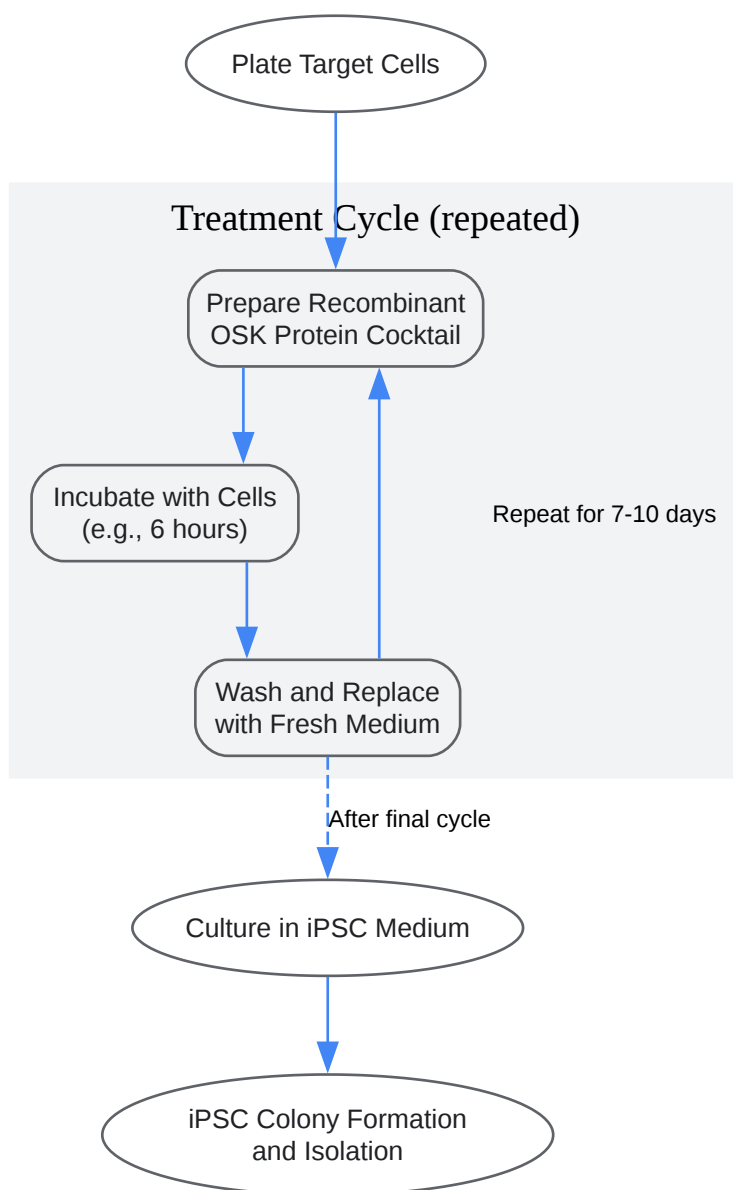 Plate Target Cells
Treatment Cycle (repeated)
Prepare Recombinant
OSK Protein Cocktail
Incubate with Cells
(e.g., 6 hours)
Repeat for 7-10 days
Wash and Replace
with Fresh Medium
After final cycle
Culture in iPSC Medium
iPSC Colony Formation
and Isolation